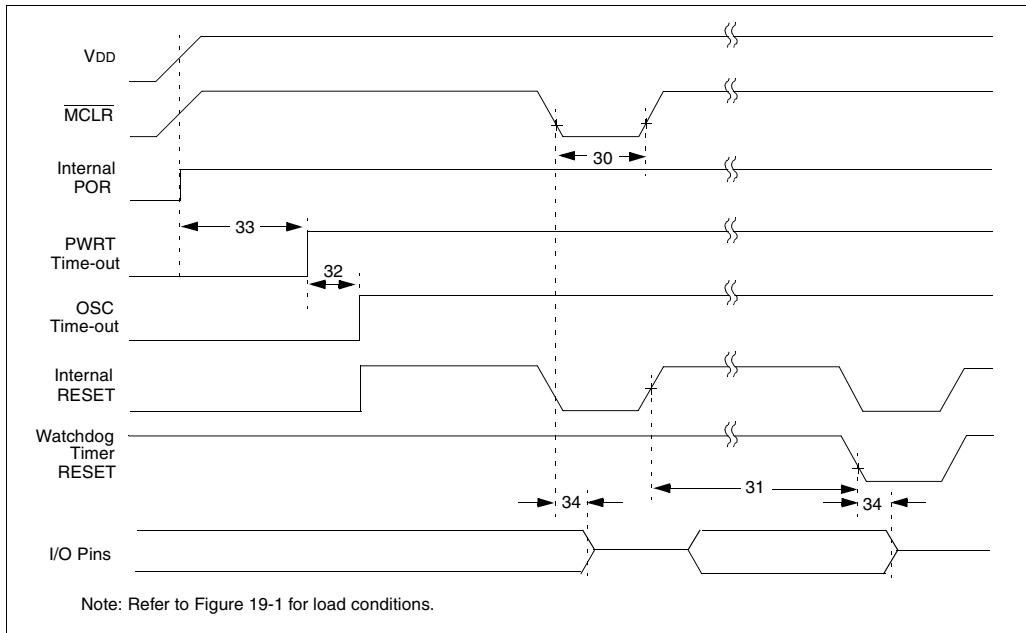 VDD
MCLR
30
Internal
POR
33
PWRT
Time-out
32
OSC
Time-out
Internal
RESET
Watchdog
Timer
RESET
31
34
34
I/O Pins
Note: Refer to Figure 19-1 for load conditions.